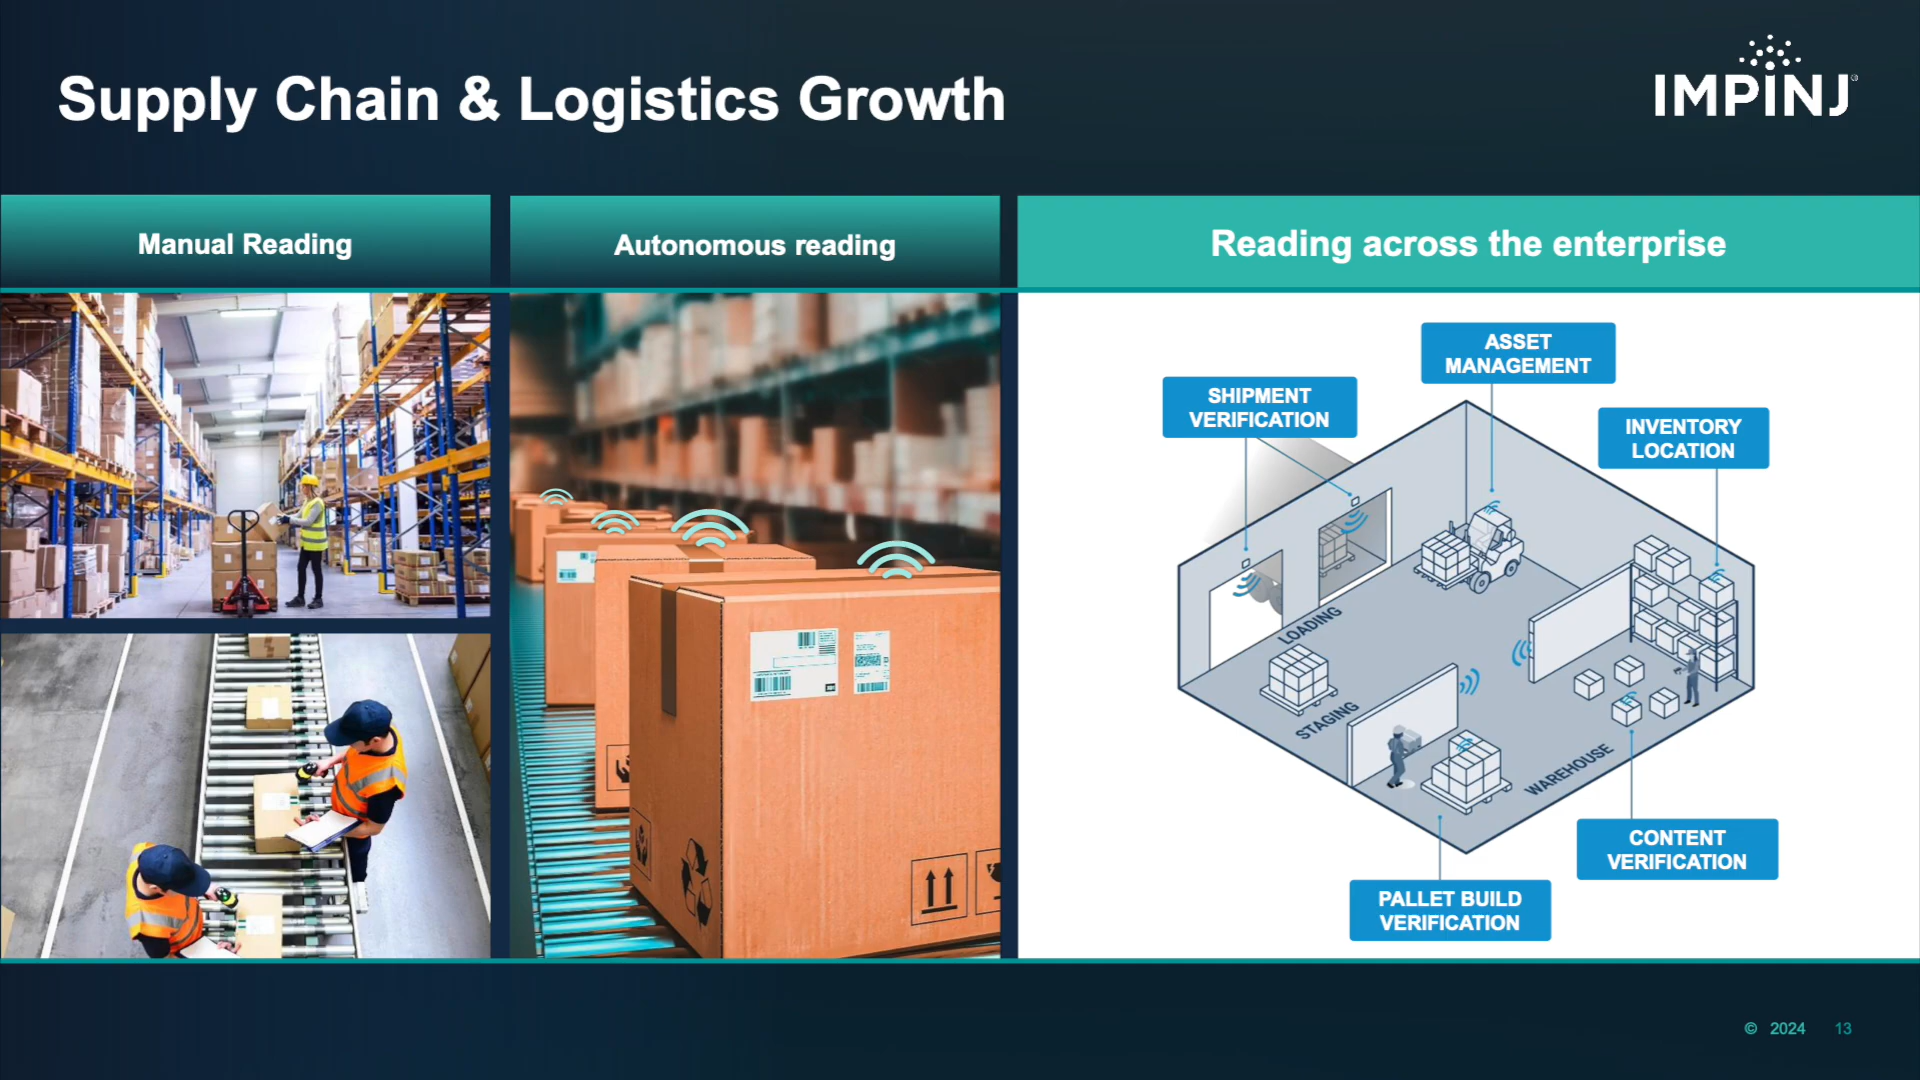 Supply Chain & Logistics Growth
IMPINJ
Manual Reading
Autonomous reading
Reading across the enterprise
ASSET
MANAGEMENT
SHIPMENT
VERIFICATION
INVENTORY
LOCATION
LOADING
STAGING
WAREHOUSE
CONTENT
VERIFICATION
PALLET BUILD
VERIFICATION
© 2024 13